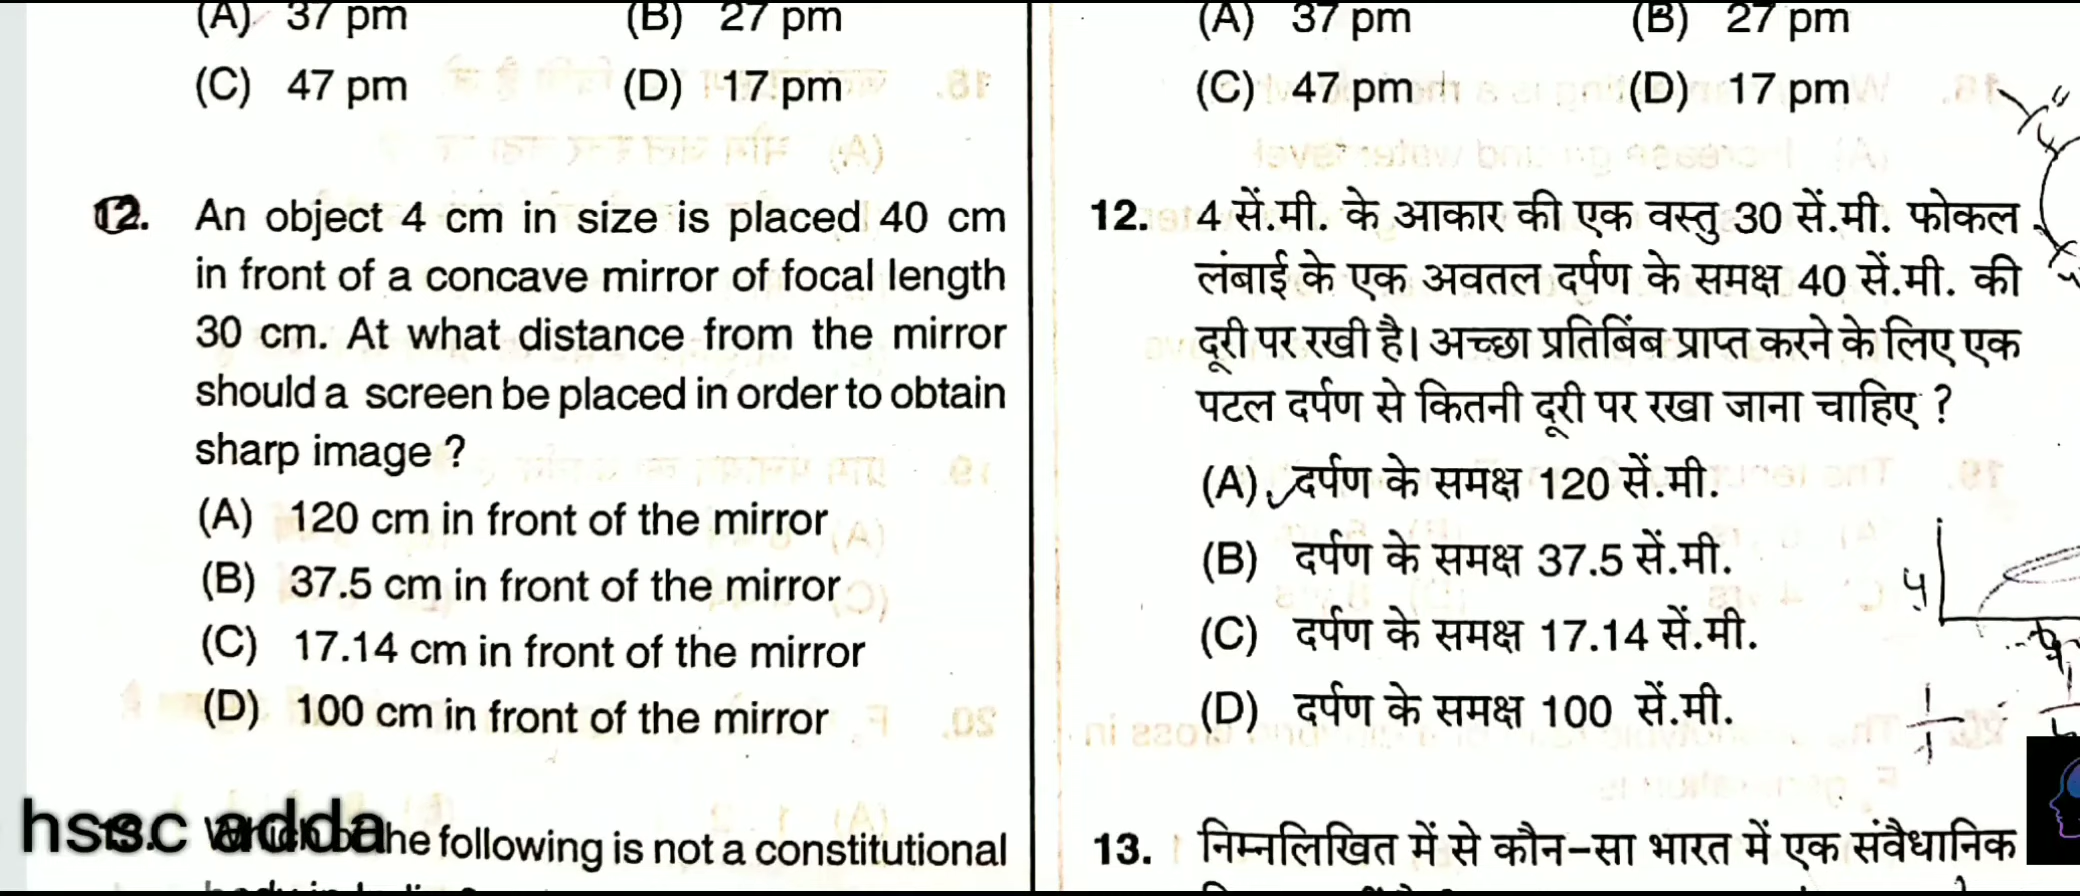 (A) 37 pm (B) 27 pm
(C) 47 pm (D) 17 pm
12. An object 4 cm in size is placed 40 cm
in front of a concave mirror of focal length
30 cm. At what distance from the mirror
should a screen be placed in order to obtain
sharp image ?
(A) 120 cm in front of the mirror
(B) 37.5 cm in front of the mirror
(C) 17.14 cm in front of the mirror
(D) 100 cm in front of the mirror
hssc adda
13. Which of the following is not a constitutional
(A) 37 pm (B) 27 pm
(C) 47 pm (D) 17 pm
12. 4 सें.मी. के आकार की एक वस्तु 30 सें.मी. फोकल
लंबाई के एक अवतल दर्पण के समक्ष 40 सें.मी. की
दूरी पर रखी है। अच्छा प्रतिबिंब प्राप्त करने के लिए एक
पटल दर्पण से कितनी दूरी पर रखा जाना चाहिए ?
(A) दर्पण के समक्ष 120 सें.मी.
(B) दर्पण के समक्ष 37.5 सें.मी.
(C) दर्पण के समक्ष 17.14 सें.मी.
(D) दर्पण के समक्ष 100 सें.मी.
13. निम्नलिखित में से कौन-सा भारत में एक संवैधानिक